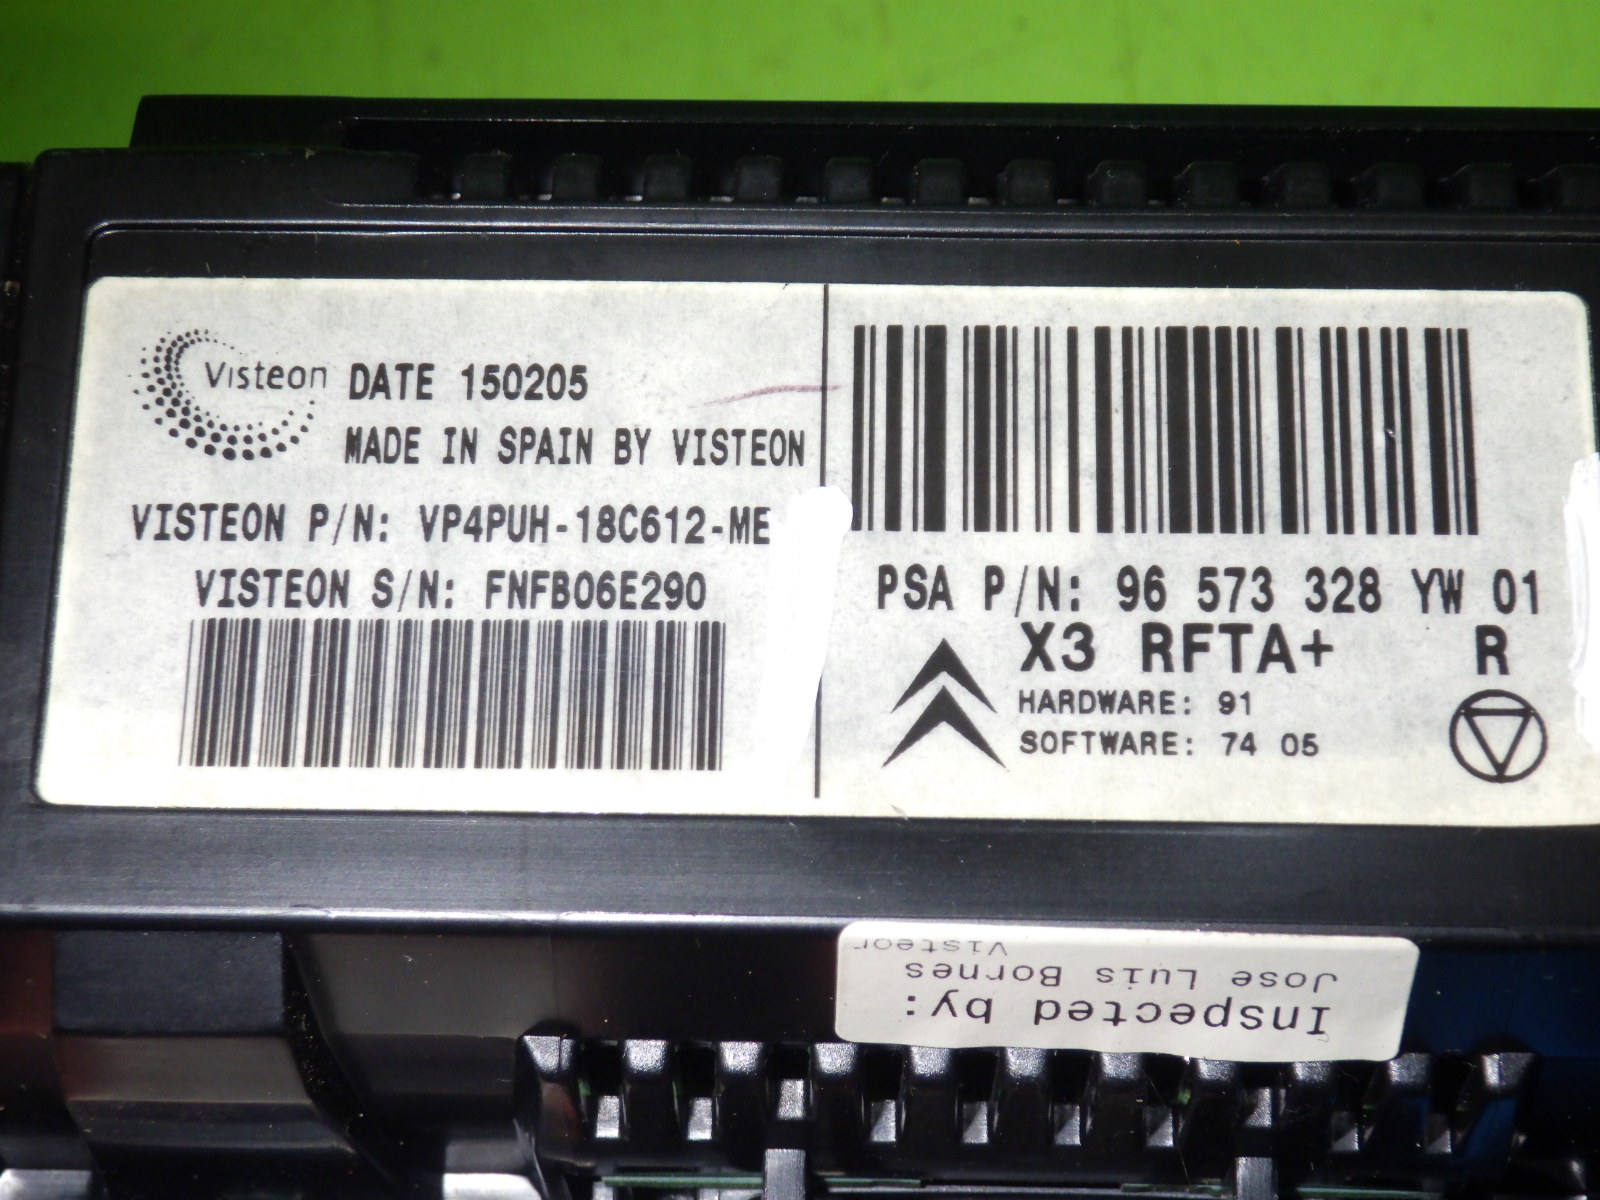 Visteon DATE 150205
MADE IN SPAIN BY VISTEON
VISTEON P/N: VP4PUH-18C612-ME
VISTEON S/N: FNFB06E290
PSA P/N: 96 573 328 YW 01
X3 RFTA+ R
HARDWARE: 91
SOFTWARE: 74 05
Inspected by:
Jose Luis Bornes
Visteon